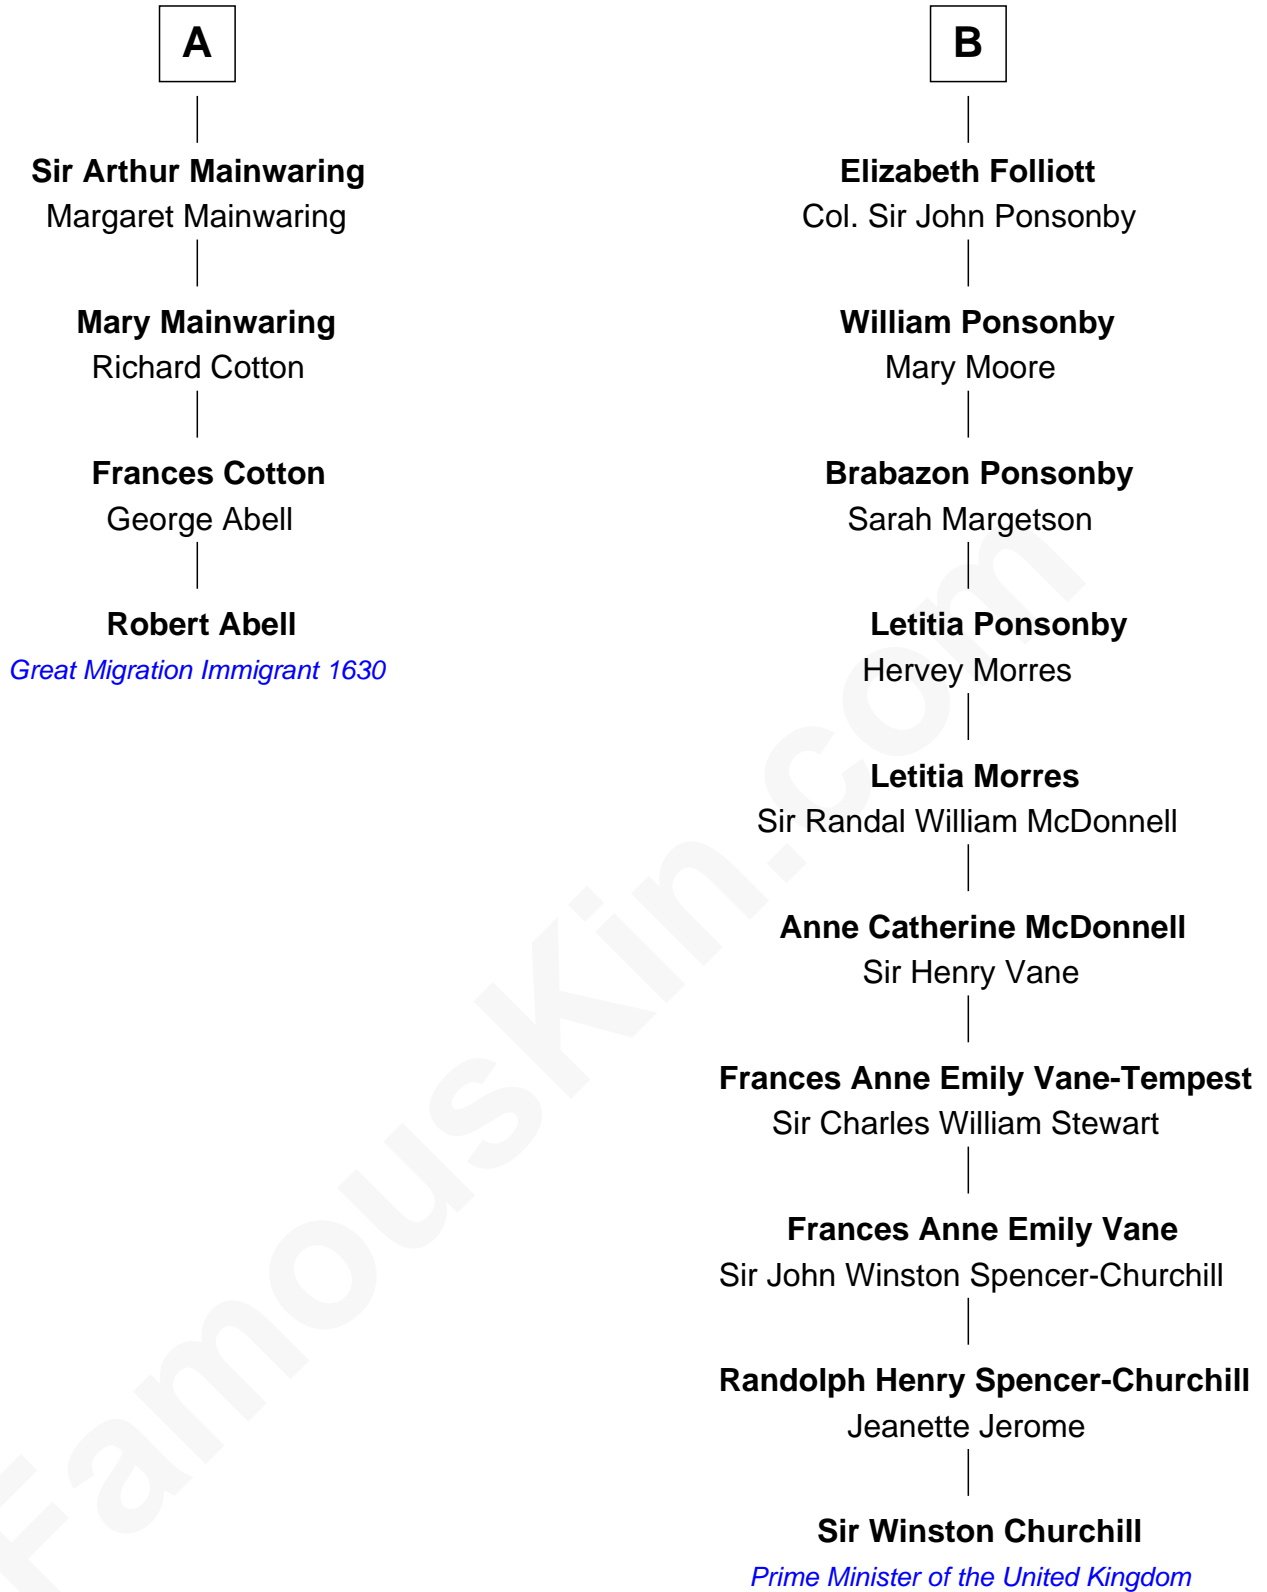 A
Sir Arthur Mainwaring
Margaret Mainwaring
Mary Mainwaring
Richard Cotton
Frances Cotton
George Abell
Robert Abell
Great Migration Immigrant 1630
B
Elizabeth Folliott
Col. Sir John Ponsonby
William Ponsonby
Mary Moore
Brabazon Ponsonby
Sarah Margetson
Letitia Ponsonby
Hervey Morres
Letitia Morres
Sir Randal William McDonnell
Anne Catherine McDonnell
Sir Henry Vane
Frances Anne Emily Vane-Tempest
Sir Charles William Stewart
Frances Anne Emily Vane
Sir John Winston Spencer-Churchill
Randolph Henry Spencer-Churchill
Jeanette Jerome
Sir Winston Churchill
Prime Minister of the United Kingdom
FamousKin.com